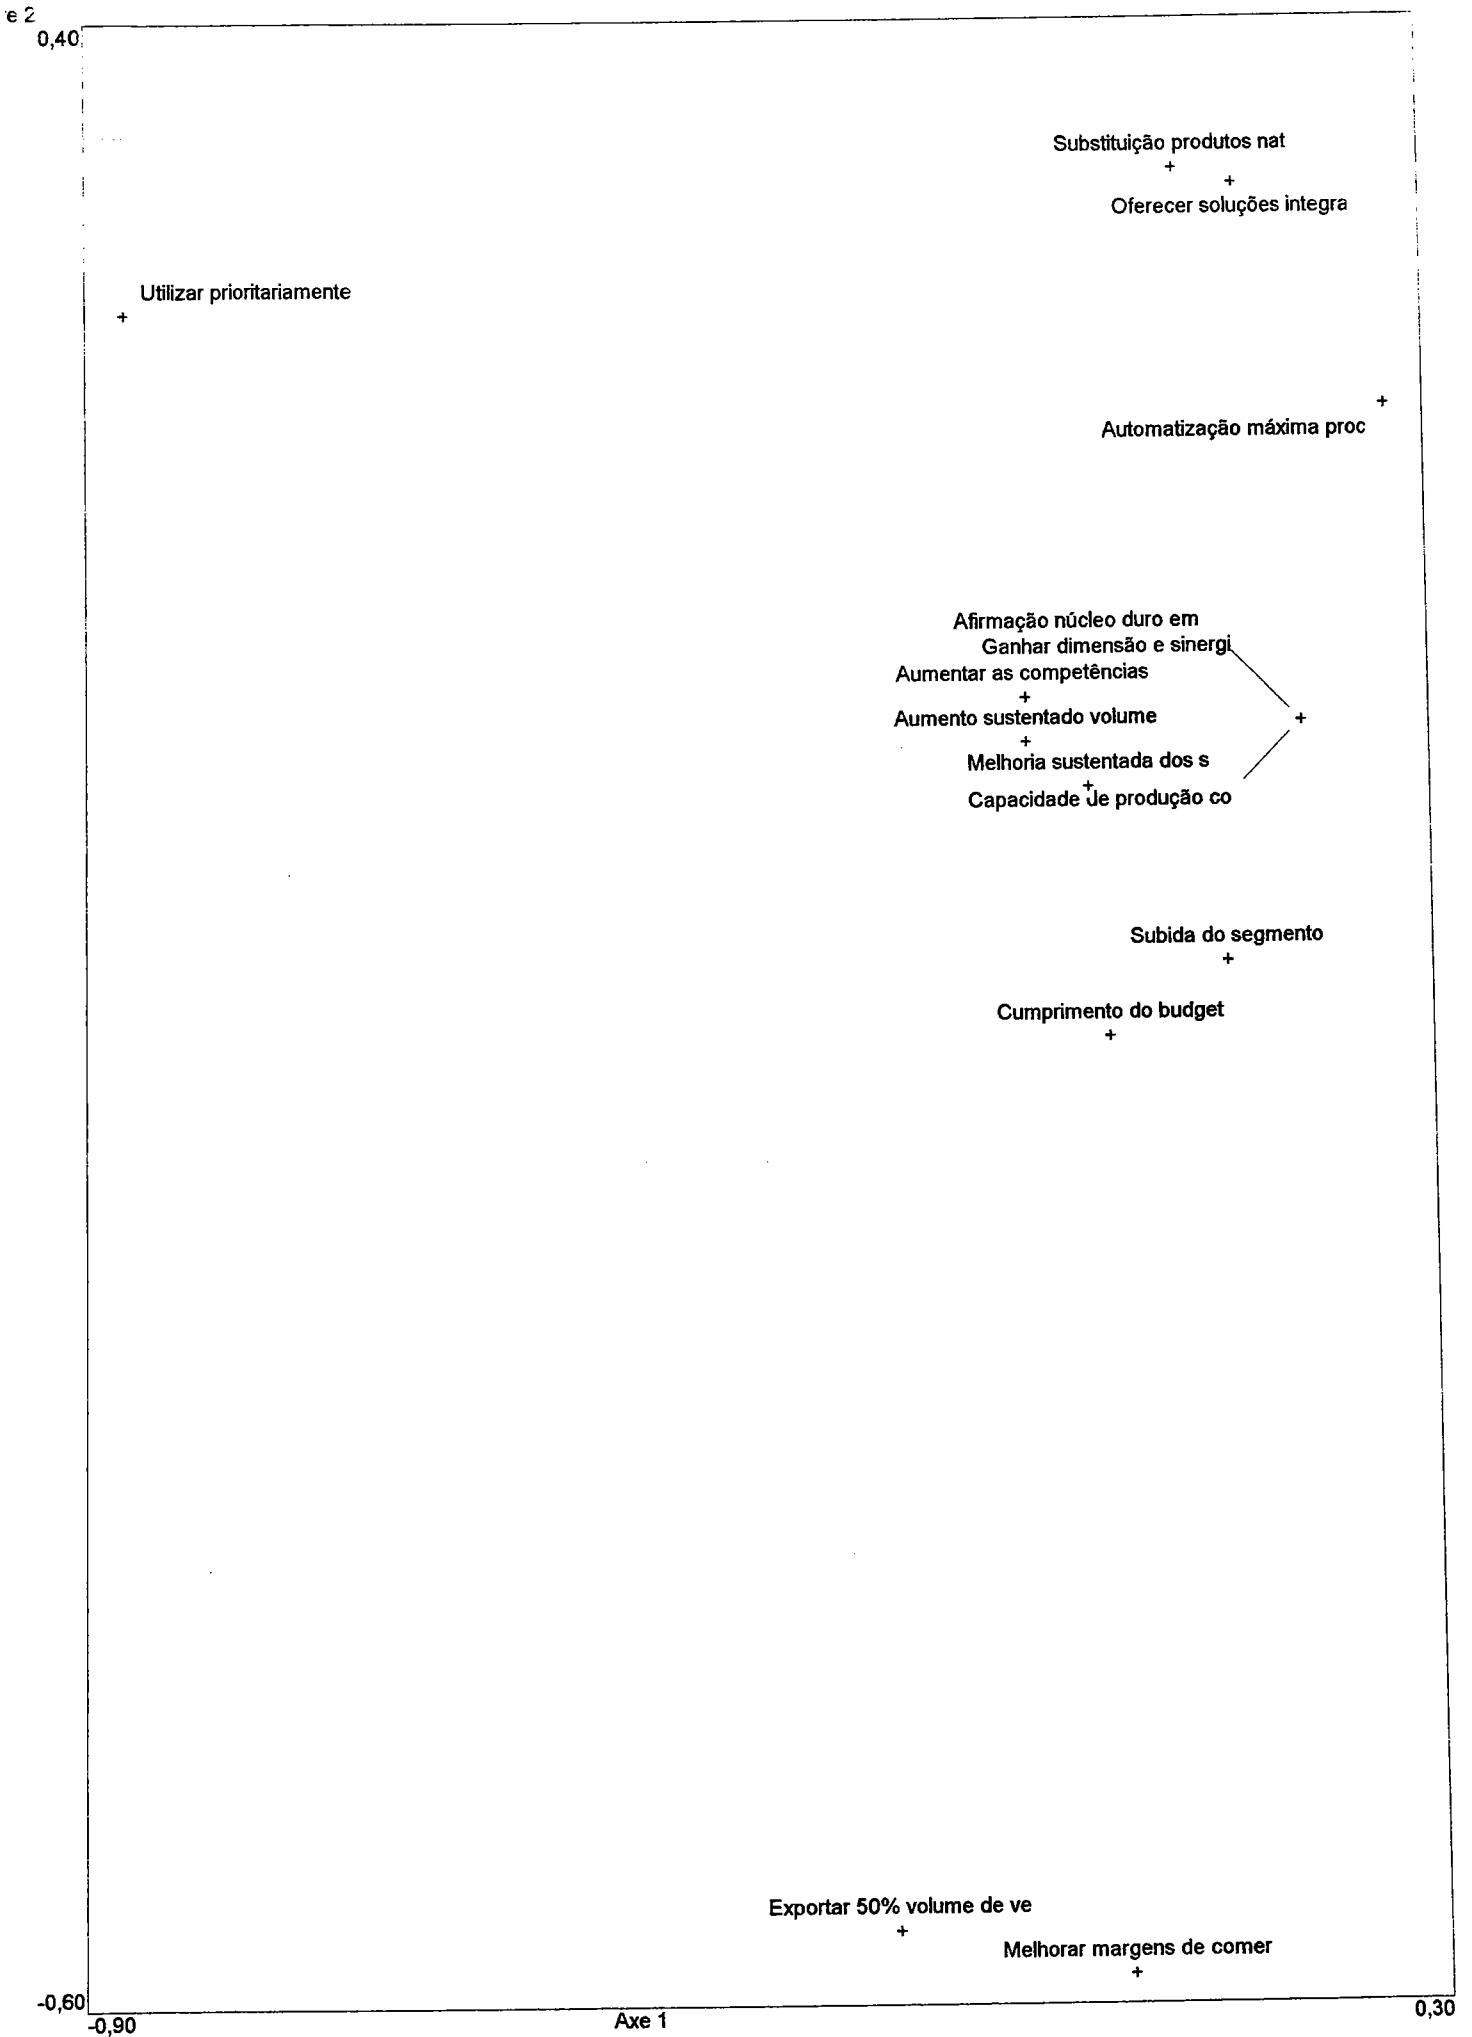 e 2
0,40
Substituição produtos nat
Oferecer soluções integra
Utilizar prioritariamente
Automatização máxima proc
Afirmação núcleo duro em
Ganhar dimensão e sinergi
Aumentar as competências
Aumento sustentado volume
Melhoria sustentada dos s
Capacidade de produção co
Subida do segmento
Cumprimento do budget
Exportar 50% volume de ve
Melhorar margens de comer
-0,60
-0,90
Axe 1
0,30